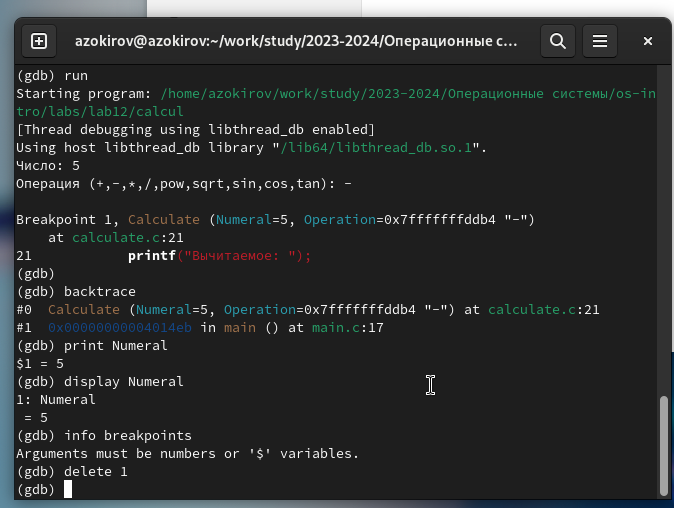 azokirov@azokirov:~/work/study/2023-2024/Операционные с...
(gdb) run
Starting program: /home/azokirov/work/study/2023-2024/Операционные системы/os-in
tro/labs/lab12/calcul
[Thread debugging using libthread_db enabled]
Using host libthread_db library "/lib64/libthread_db.so.1".
Число: 5
Операция (+,-,*,/,pow,sqrt,sin,cos,tan): -
Breakpoint 1, Calculate (Numeral=5, Operation=0x7fffffffddb4 "-")
    at calculate.c:21
21            printf("Вычитаемое: ");
(gdb)
(gdb) backtrace
#0  Calculate (Numeral=5, Operation=0x7fffffffddb4 "-") at calculate.c:21
#1  0x00000000004014eb in main () at main.c:17
(gdb) print Numeral
$1 = 5
(gdb) display Numeral
1: Numeral
 = 5
(gdb) info breakpoints
Arguments must be numbers or '$' variables.
(gdb) delete 1
(gdb)